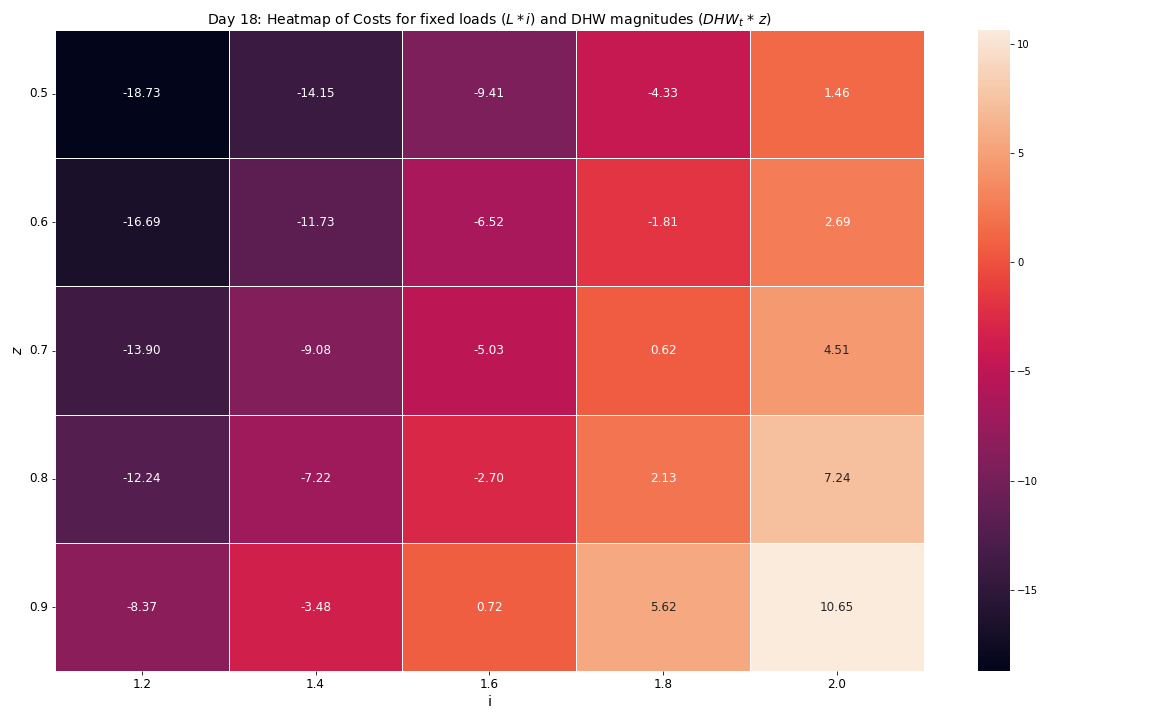 Day 18: Heatmap of Costs for fixed loads (L * i) and DHW magnitudes (DHW_t * z)
0.5 -18.73 -14.15 -9.41 -4.33 1.46
0.6 -16.69 -11.73 -6.52 -1.81 2.69
z 0.7 -13.90 -9.08 -5.03 0.62 4.51
0.8 -12.24 -7.22 -2.70 2.13 7.24
0.9 -8.37 -3.48 0.72 5.62 10.65
1.2 1.4 1.6 1.8 2.0
i
10
5
0
−5
−10
−15